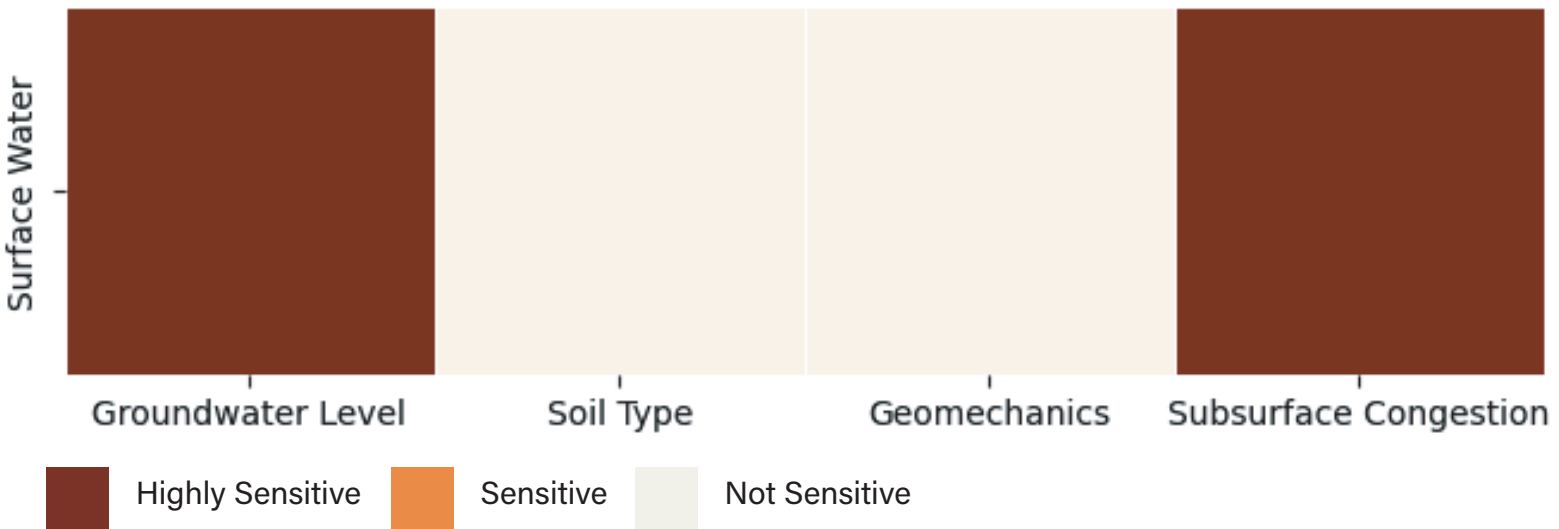 Surface Water
Groundwater Level Soil Type Geomechanics Subsurface Congestion
Highly Sensitive Sensitive Not Sensitive